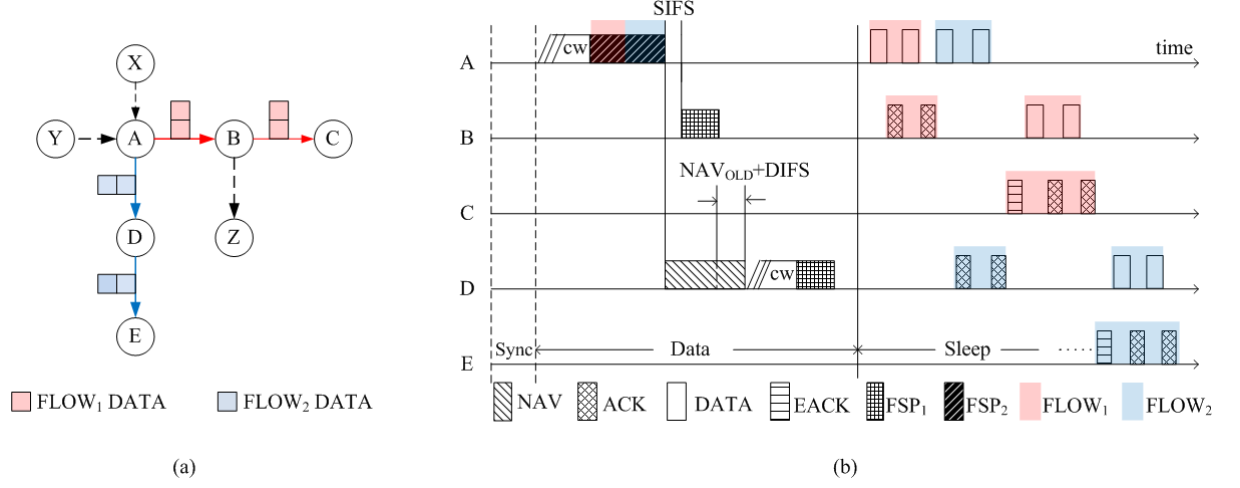 X
Y
A
B
C
D
Z
E
FLOW₁ DATA
FLOW₂ DATA
(a)
SIFS
A
cw
time
B
NAV_OLD+DIFS
C
D
cw
E
Sync
Data
Sleep
......
NAV
ACK
DATA
EACK
FSP₁
FSP₂
FLOW₁
FLOW₂
(b)